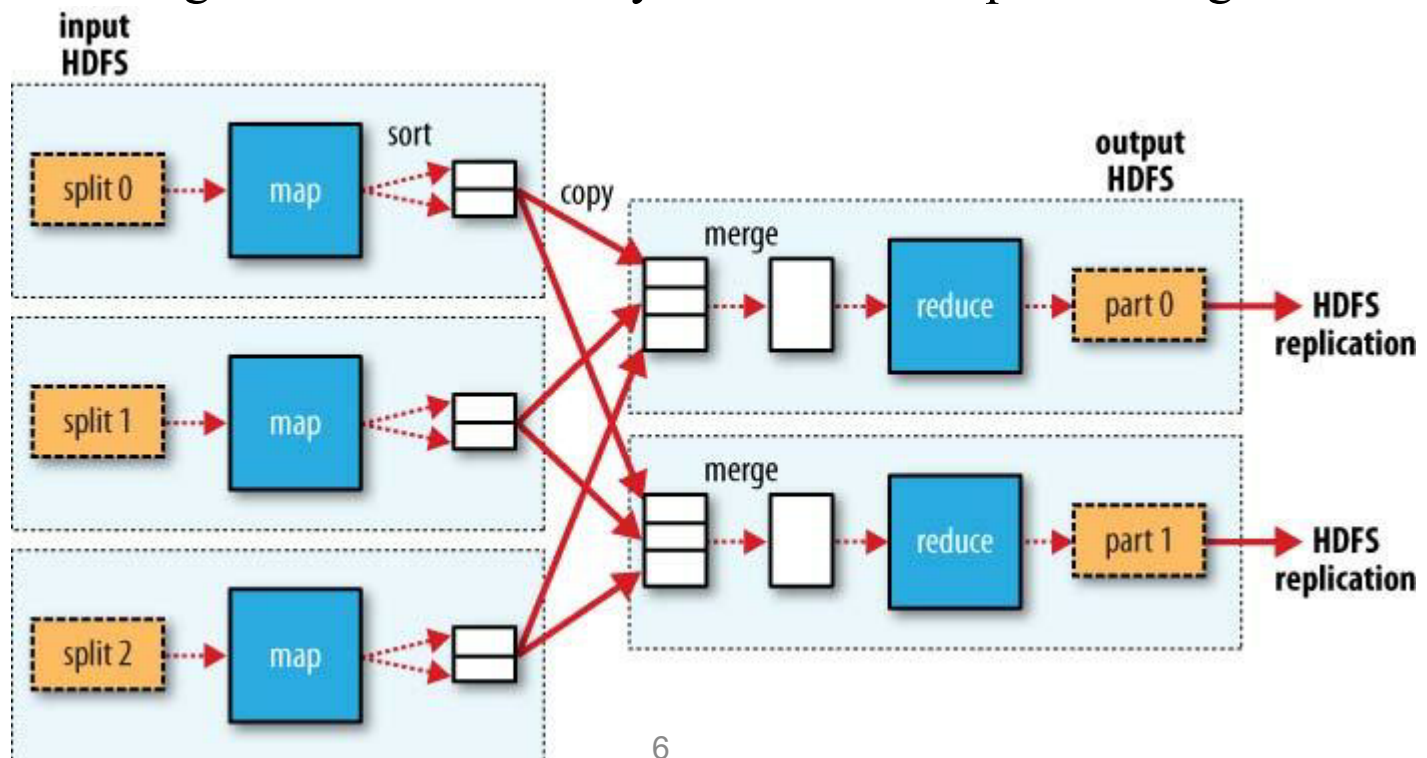 input
HDFS
sort
split 0
map
copy
output
HDFS
merge
reduce
part 0
HDFS
replication
split 1
map
merge
reduce
part 1
HDFS
replication
split 2
map
6